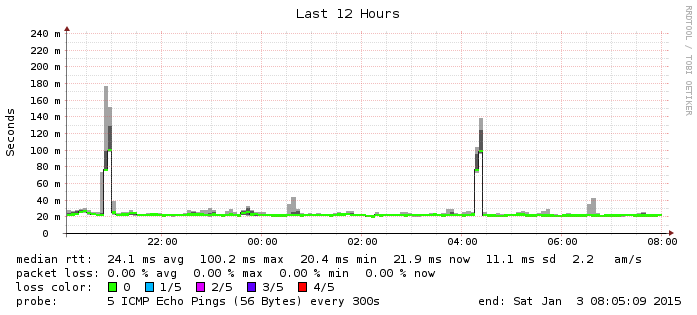 Last 12 Hours
RRDTOOL / TOBI OETIKER
Seconds
240 m
220 m
200 m
180 m
160 m
140 m
120 m
100 m
80 m
60 m
40 m
20 m
0
22:00 00:00 02:00 04:00 06:00 08:00
median rtt: 24.1 ms avg 100.2 ms max 20.4 ms min 21.9 ms now 11.1 ms sd 2.2 am/s
packet loss: 0.00 % avg 0.00 % max 0.00 % min 0.00 % now
loss color: 0 1/5 2/5 3/5 4/5
probe: 5 ICMP Echo Pings (56 Bytes) every 300s end: Sat Jan 3 08:05:09 2015